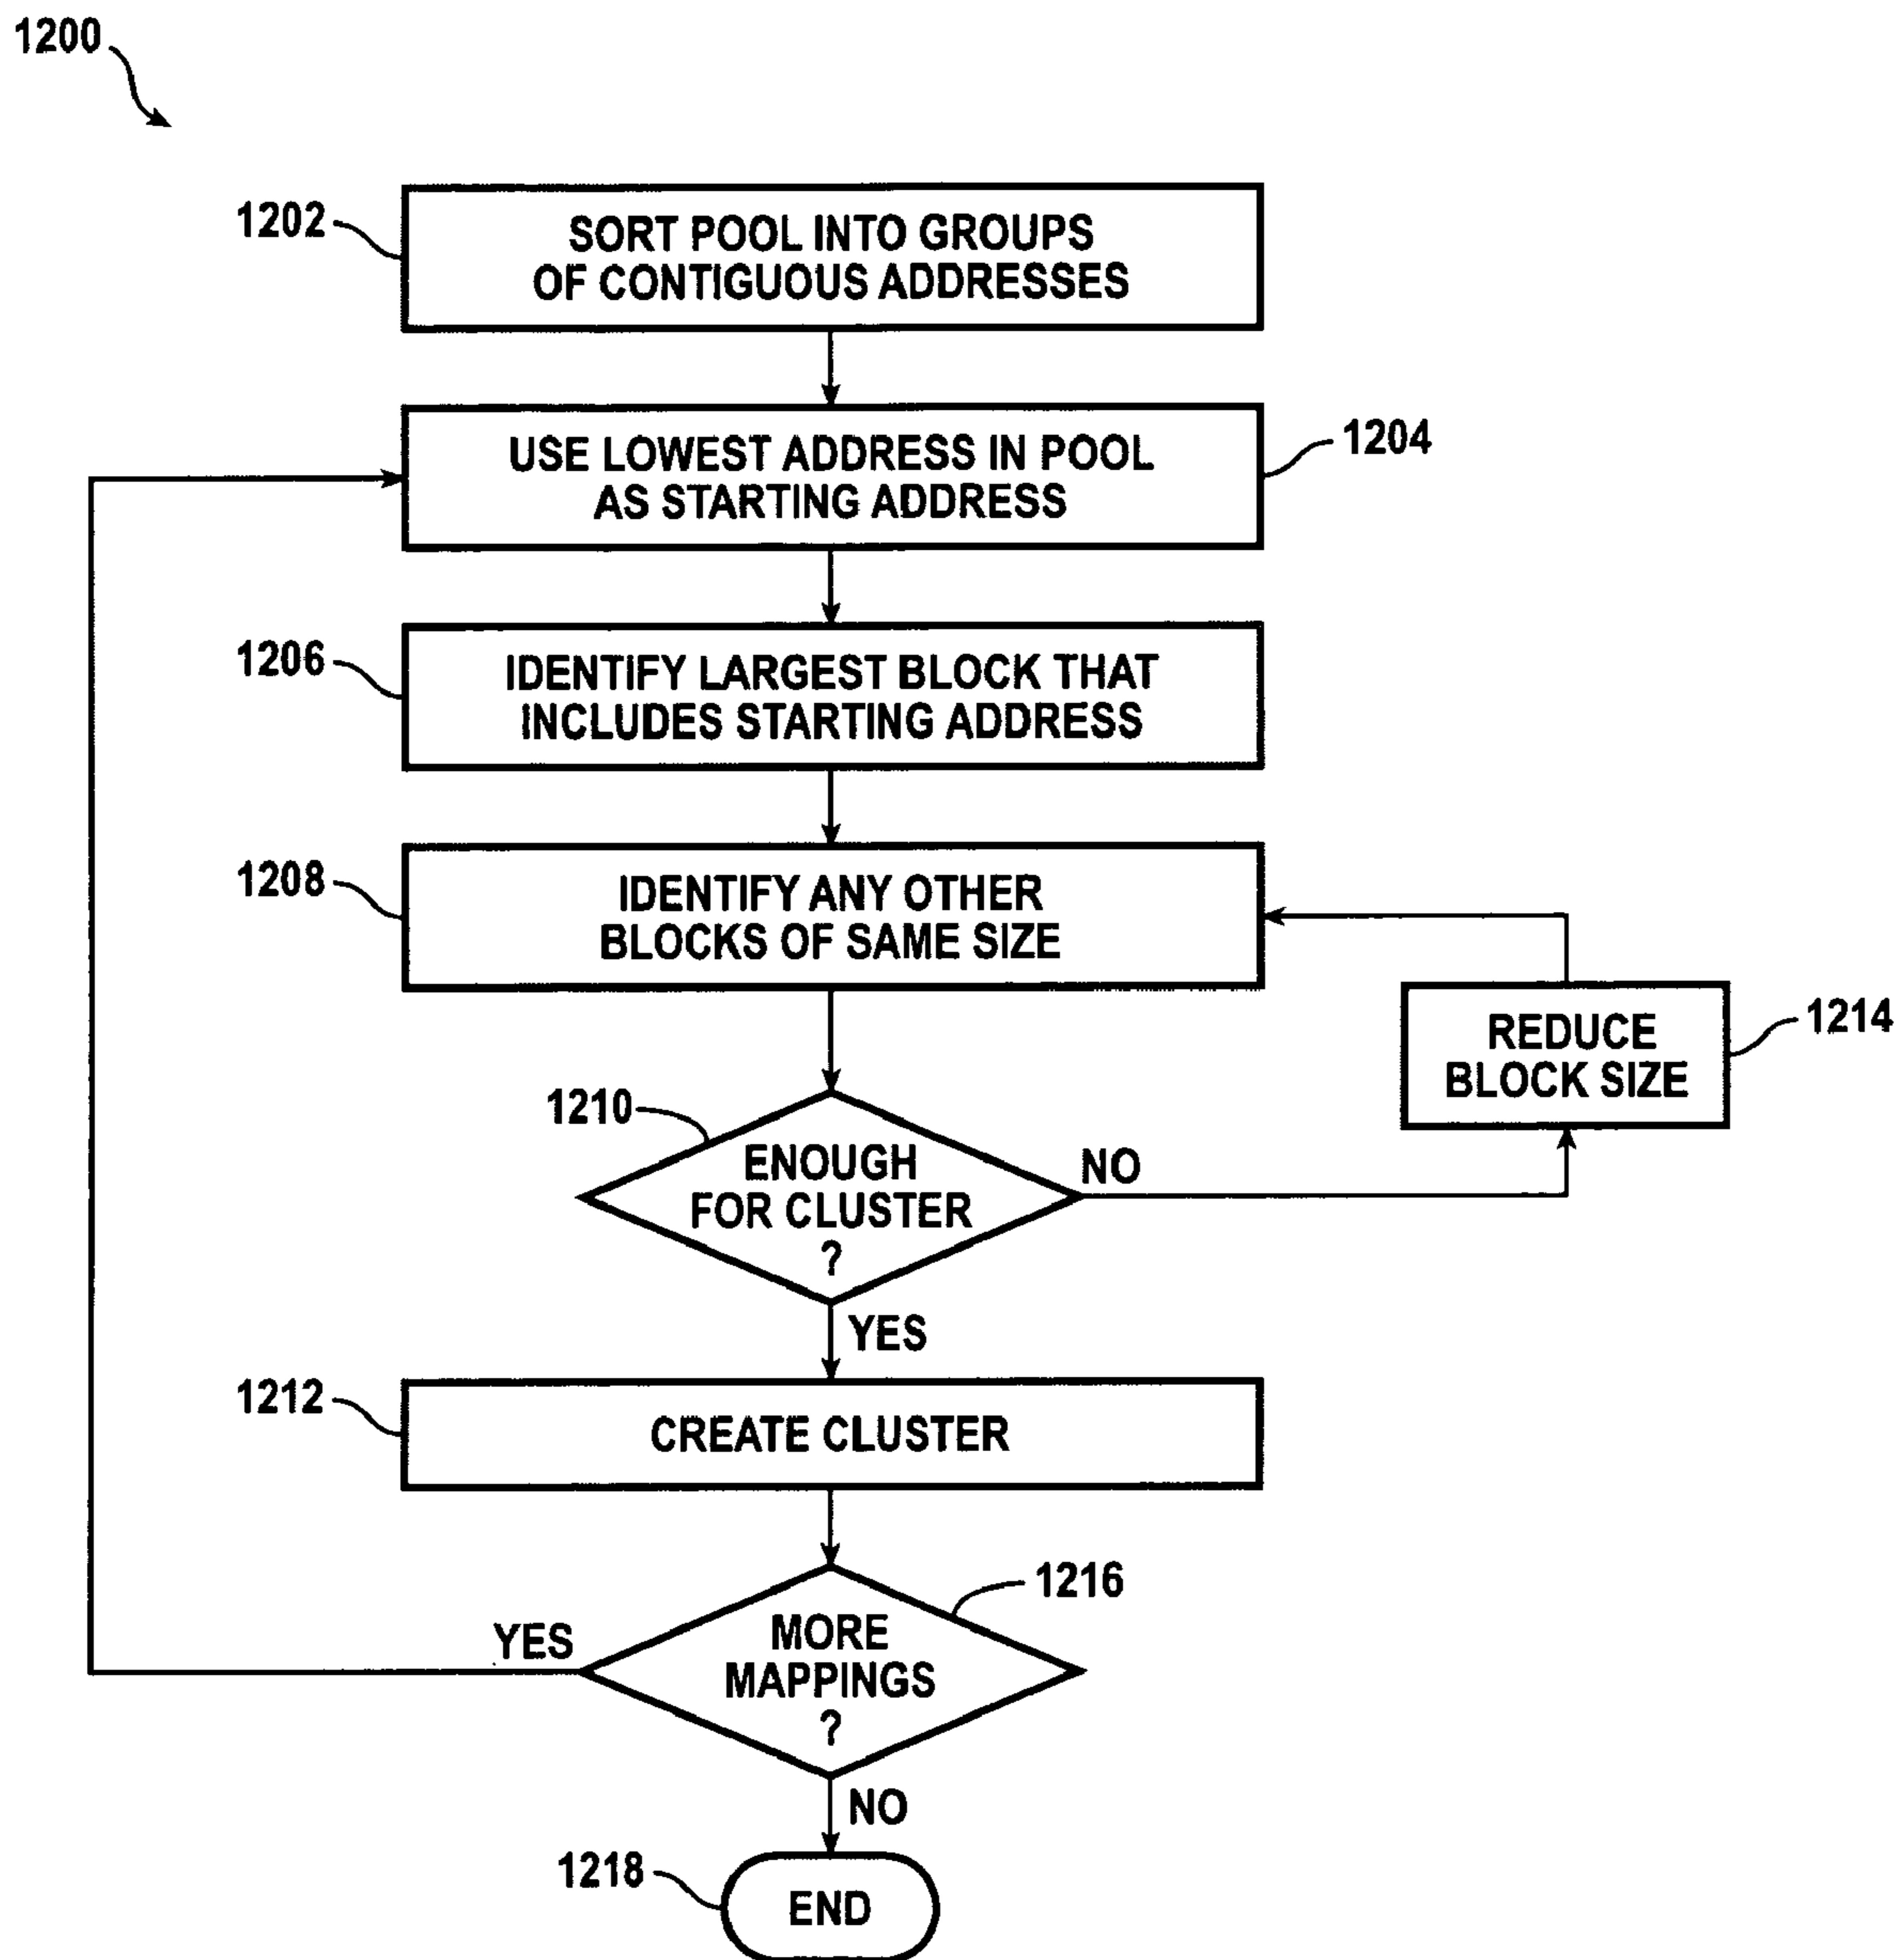 1200
1202
SORT POOL INTO GROUPS
OF CONTIGUOUS ADDRESSES
USE LOWEST ADDRESS IN POOL
AS STARTING ADDRESS
1204
1206
IDENTIFY LARGEST BLOCK THAT
INCLUDES STARTING ADDRESS
1208
IDENTIFY ANY OTHER
BLOCKS OF SAME SIZE
REDUCE
BLOCK SIZE
1214
1210
ENOUGH
FOR CLUSTER
?
NO
YES
1212
CREATE CLUSTER
1216
MORE
MAPPINGS
?
YES
NO
1218
END